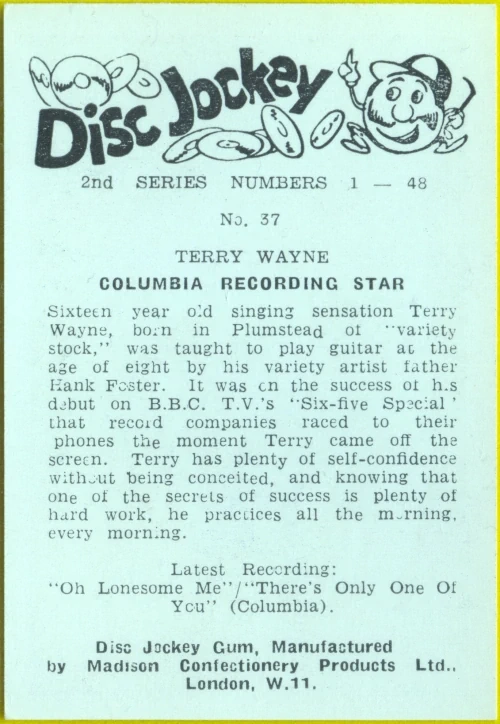 Disc Jockey
2nd SERIES NUMBERS 1 — 48
No. 37
TERRY WAYNE
COLUMBIA RECORDING STAR
Sixteen year old singing sensation Terry
Wayne, born in Plumstead of "variety
stock," was taught to play guitar at the
age of eight by his variety artist father
Hank Foster. It was on the success of his
debut on B.B.C. T.V.'s "Six-five Special'
that record companies raced to their
phones the moment Terry came off the
screen. Terry has plenty of self-confidence
without being conceited, and knowing that
one of the secrets of success is plenty of
hard work, he practices all the morning,
every morning.
Latest Recording:
"Oh Lonesome Me"/"There's Only One Of
You" (Columbia).
Disc Jockey Gum, Manufactured
by Madison Confectionery Products Ltd.,
London, W.11.